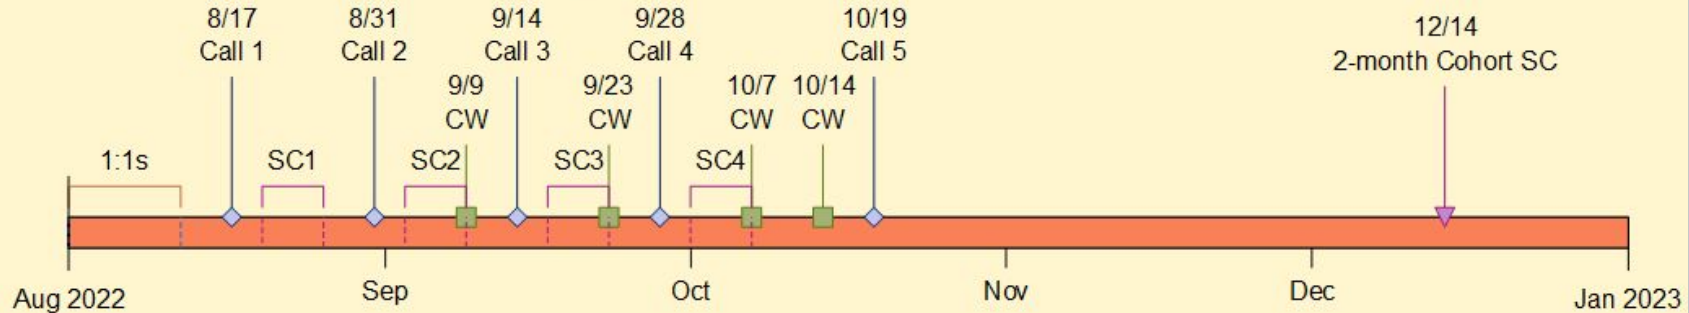 8/17
Call 1
8/31
Call 2
9/14
Call 3
9/28
Call 4
10/19
Call 5
12/14
2-month Cohort SC
9/9
CW
9/23
CW
10/7
CW
10/14
CW
1:1s
SC1
SC2
SC3
SC4
Aug 2022
Sep
Oct
Nov
Dec
Jan 2023